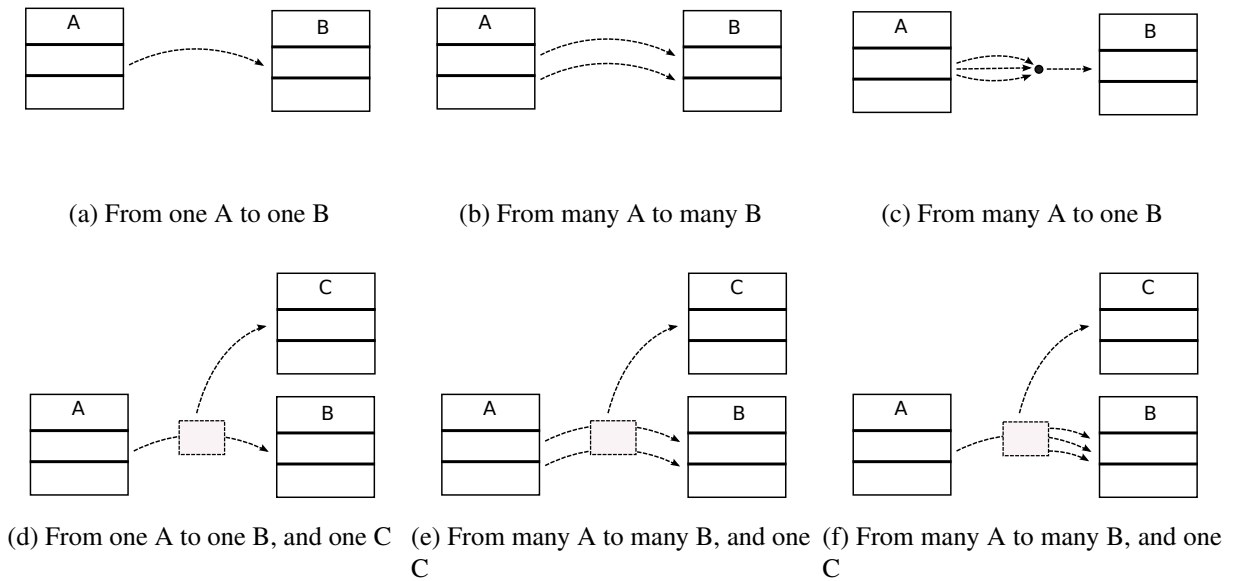 A
B
A
B
A
B
(a) From one A to one B
(b) From many A to many B
(c) From many A to one B
C
C
C
A
B
A
B
A
B
(d) From one A to one B, and one C
(e) From many A to many B, and one
C
(f) From many A to many B, and one
C